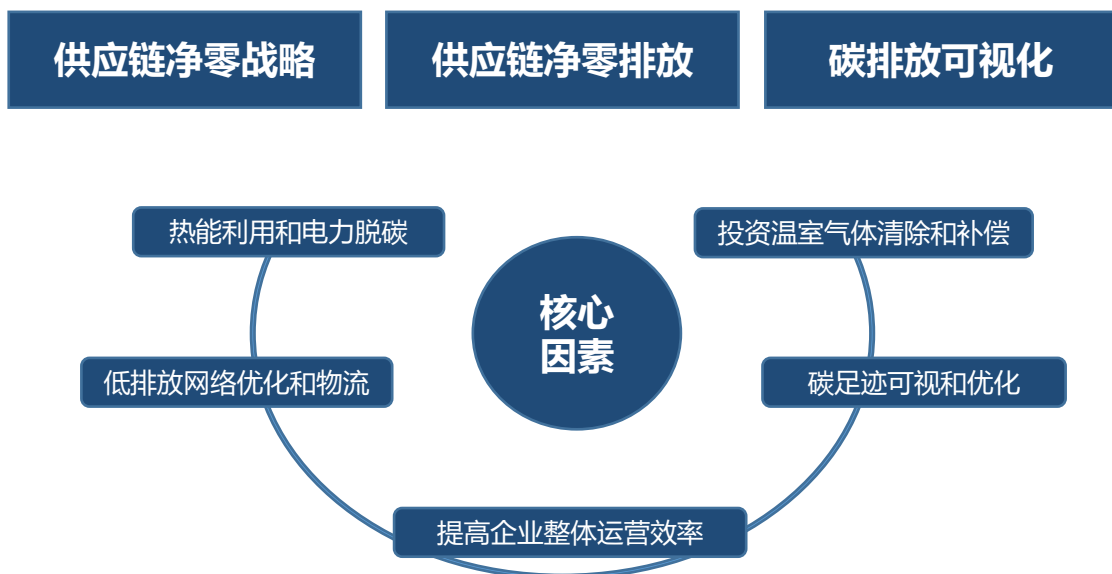 供应链净零战略
供应链净零排放
碳排放可视化
热能利用和电力脱碳
投资温室气体清除和补偿
核心
因素
低排放网络优化和物流
碳足迹可视和优化
提高企业整体运营效率